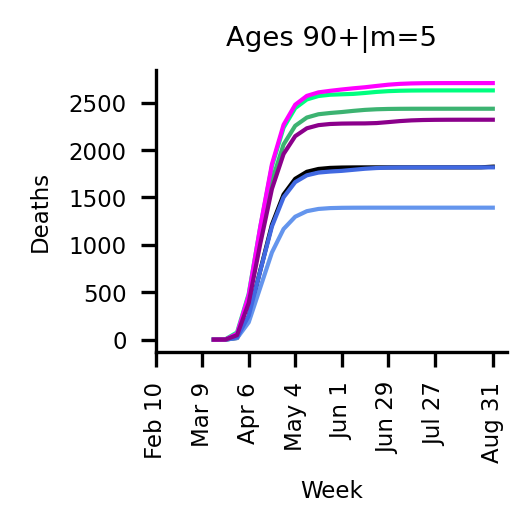 Ages 90+|m=5
Deaths
2500
2000
1500
1000
500
0
Feb 10
Mar 9
Apr 6
May 4
Jun 1
Jun 29
Jul 27
Aug 31
Week